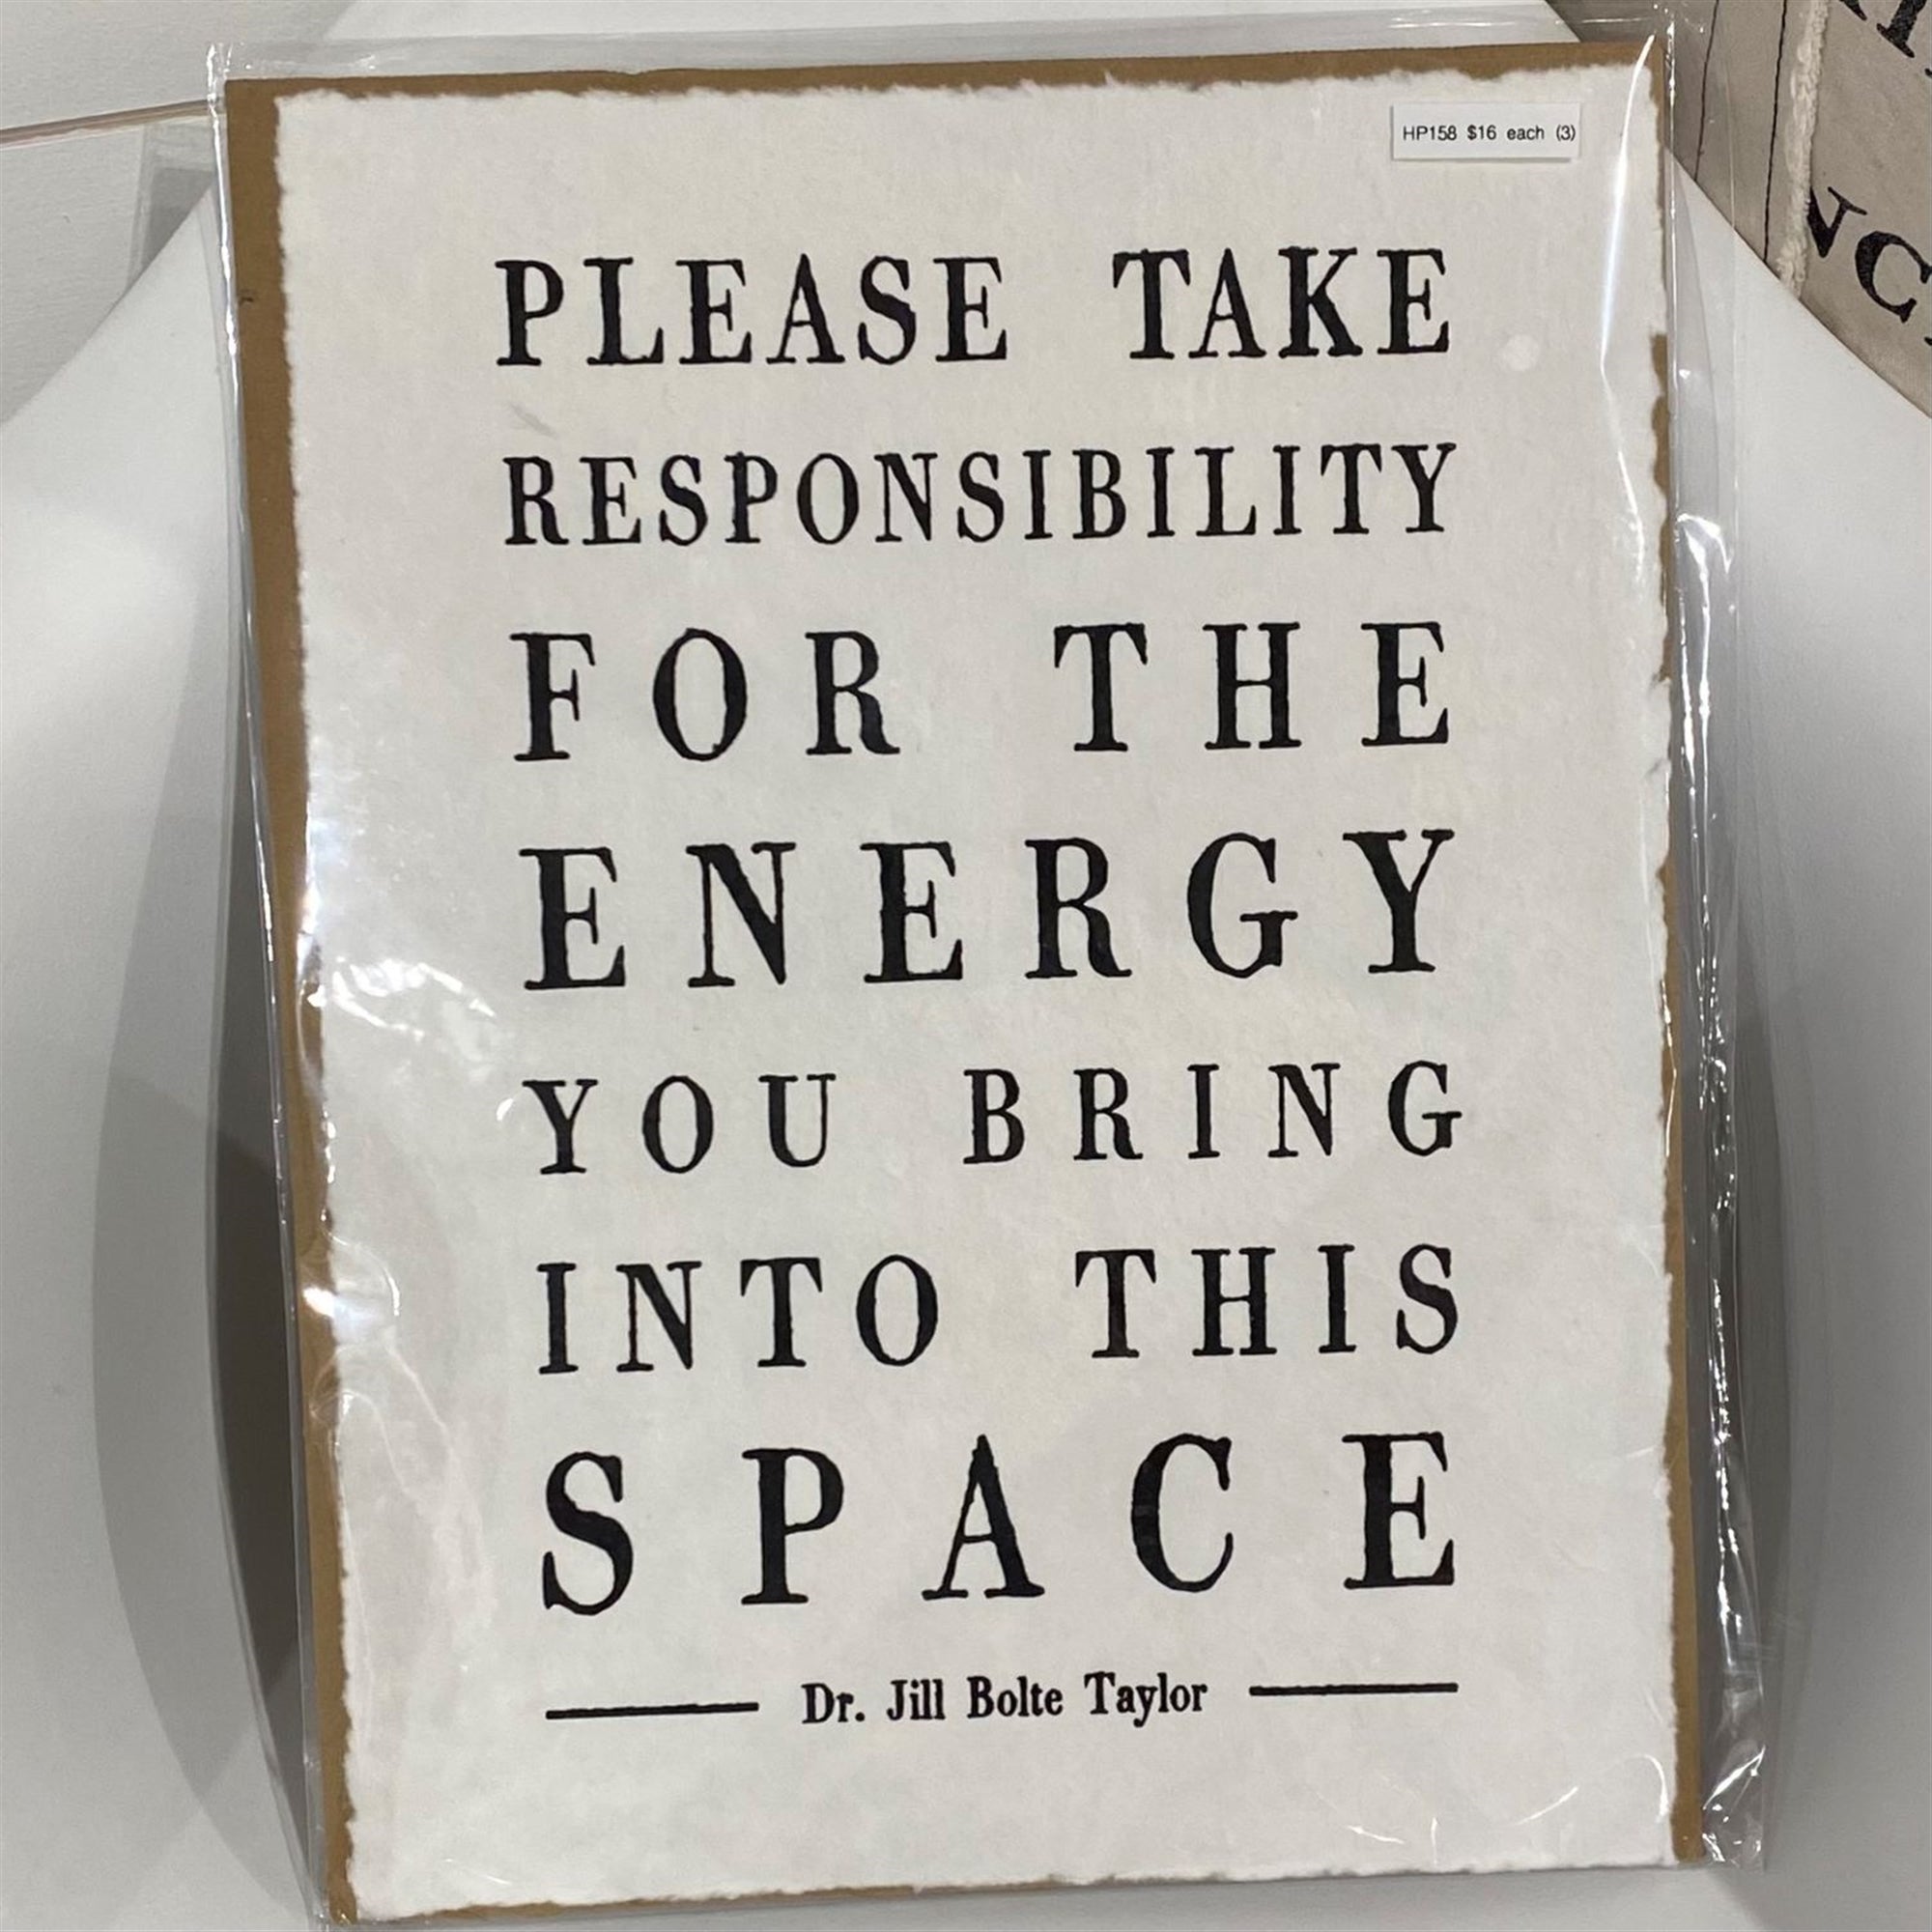 HP158 $16 each (3)
PLEASE TAKE
RESPONSIBILITY
FOR THE
ENERGY
YOU BRING
INTO THIS
SPACE
Dr. Jill Bolte Taylor